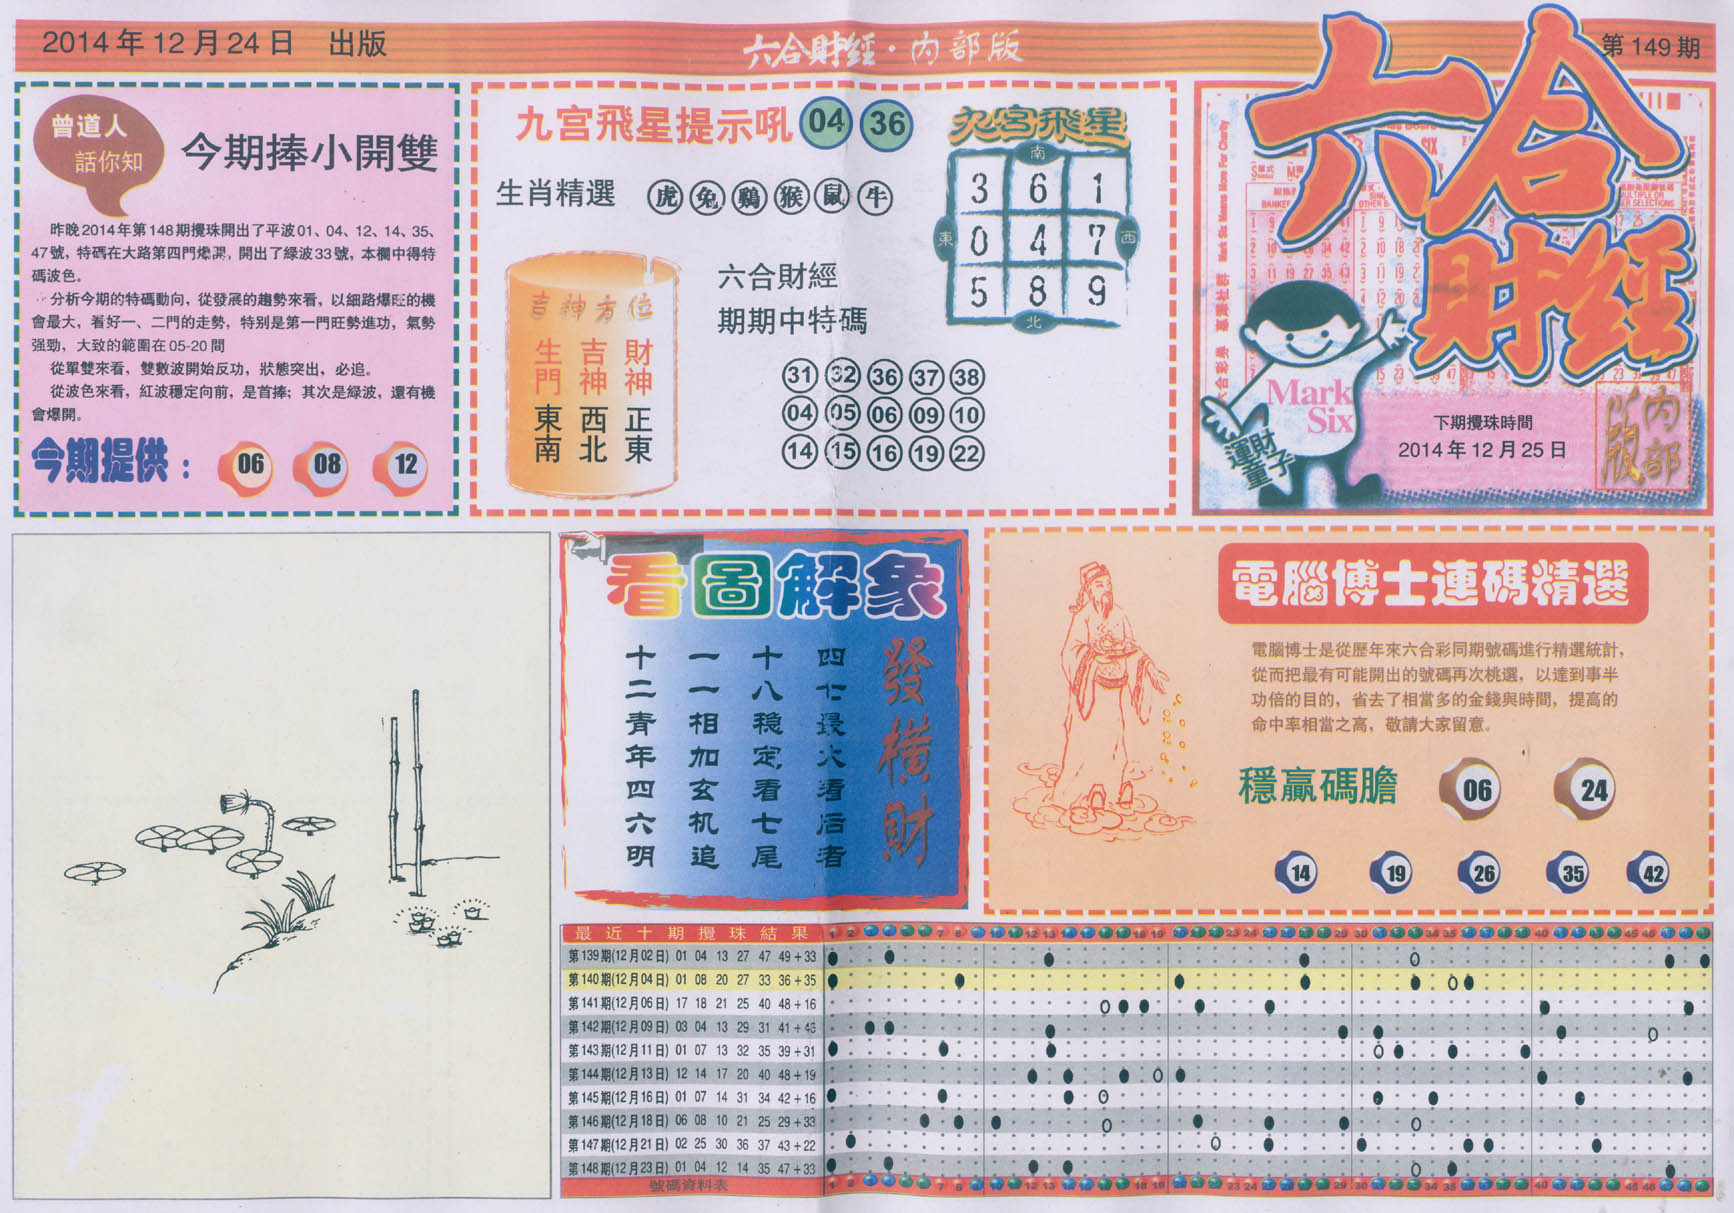 2014年12月24日 出版
六合財經·內部版
第149期
六合財經
曾道人
話你知
今期捧小開雙
昨晚2014年第148期攪珠開出了平波01、04、12、14、35、
47號，特碼在大路第四門爆開，開出了綠波33號，本欄中得特
碼波色。
分析今期的特碼動向，從發展的趨勢來看，以細路爆旺的機
會最大，看好一、二門的走勢，特别是第一門旺勢進功，氣勢
强勁，大致的範圍在05-20間
從單雙來看，雙數波開始反功，狀態突出，必追。
從波色來看，紅波穩定向前，是首捧；其次是綠波，還有機
會爆開。
今期提供：
06 08 12
九宫飛星提示吼 04 36
生肖精選 虎 兔 鷄 猴 鼠 牛
吉神方位
生門 東南
吉神 西北
財神 正東
六合財經
期期中特碼
31 32 36 37 38
04 05 06 09 10
14 15 16 19 22
九宮飛星
南
3 6 1
東 0 4 7 西
5 8 9
北
Mark
Six
運財
童子
下期攪珠時間
2014年12月25日
內部版
看圖解象
發橫財
四七最大看后者
十八稳定看七尾
一一相加玄机追
十二青年四六明
電腦博士連碼精選
電腦博士是從歷年來六合彩同期號碼進行精選統計，
從而把最有可能開出的號碼再次桃選，以達到事半
功倍的目的，省去了相當多的金錢與時間，提高的
命中率相當之高，敬請大家留意。
穩贏碼膽 06 24
14 19 26 35 42
最近十期攪珠結果
第139期(12月02日) 01 04 13 27 47 49+33
第140期(12月04日) 01 08 20 27 33 36+35
第141期(12月06日) 17 18 21 25 40 48+16
第142期(12月09日) 03 04 13 29 31 41+46
第143期(12月11日) 01 07 13 32 35 39+31
第144期(12月13日) 12 14 17 20 40 48+19
第145期(12月16日) 01 07 14 31 34 42+16
第146期(12月18日) 06 08 10 21 25 29+33
第147期(12月21日) 02 25 30 36 37 43+22
第148期(12月23日) 01 04 12 14 35 47+33
號碼資料表